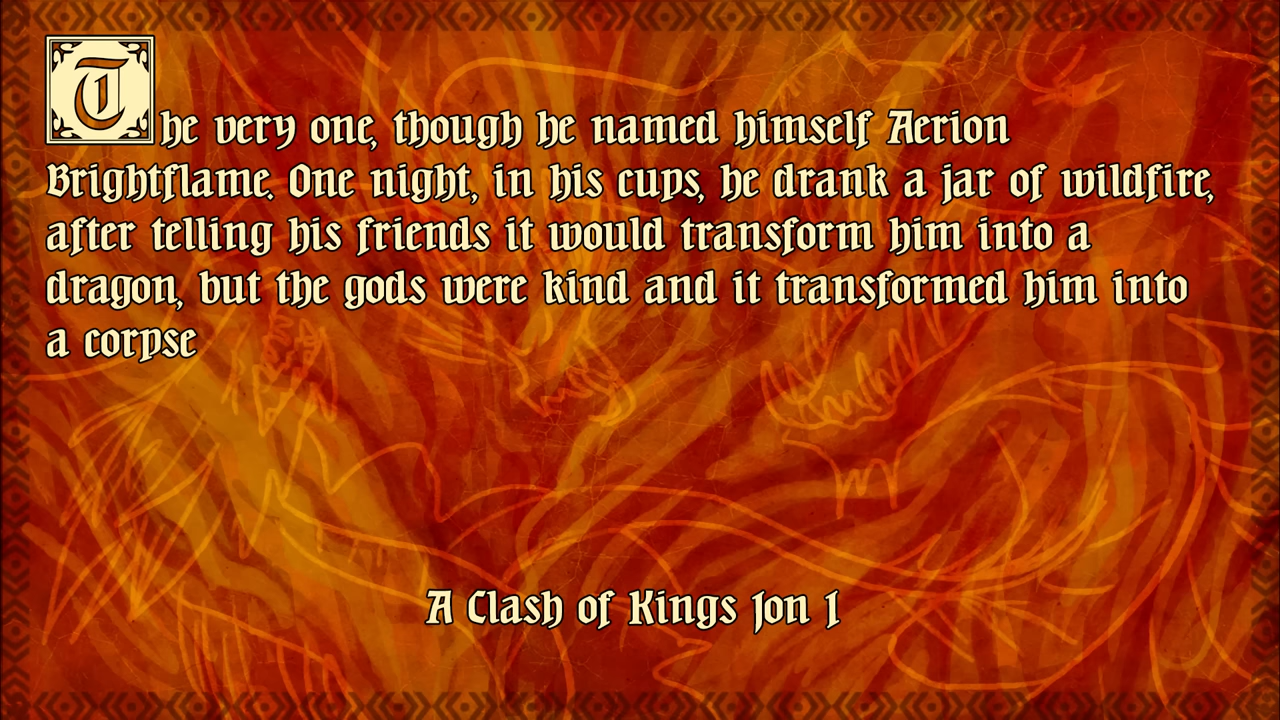 The very one, though he named himself Aerion
Brightflame. One night, in his cups, he drank a jar of wildfire,
after telling his friends it would transform him into a
dragon, but the gods were kind and it transformed him into
a corpse
A Clash of Kings Jon I